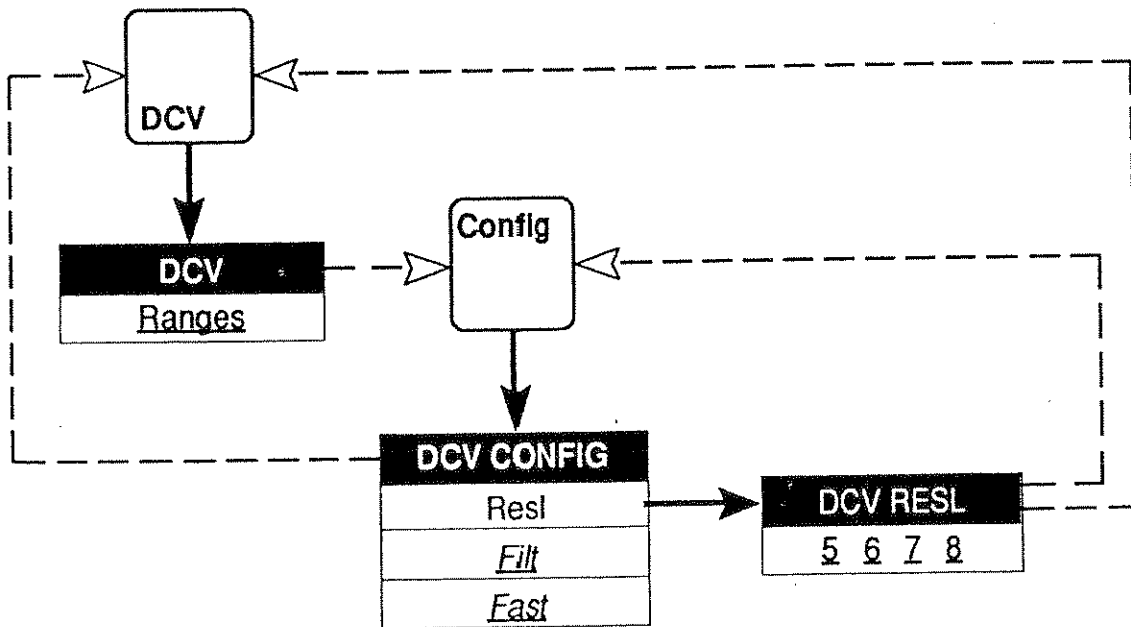 DCV
DCV
Ranges
Config
DCV CONFIG
Resl
Filt
Fast
DCV RESL
5 6 7 8